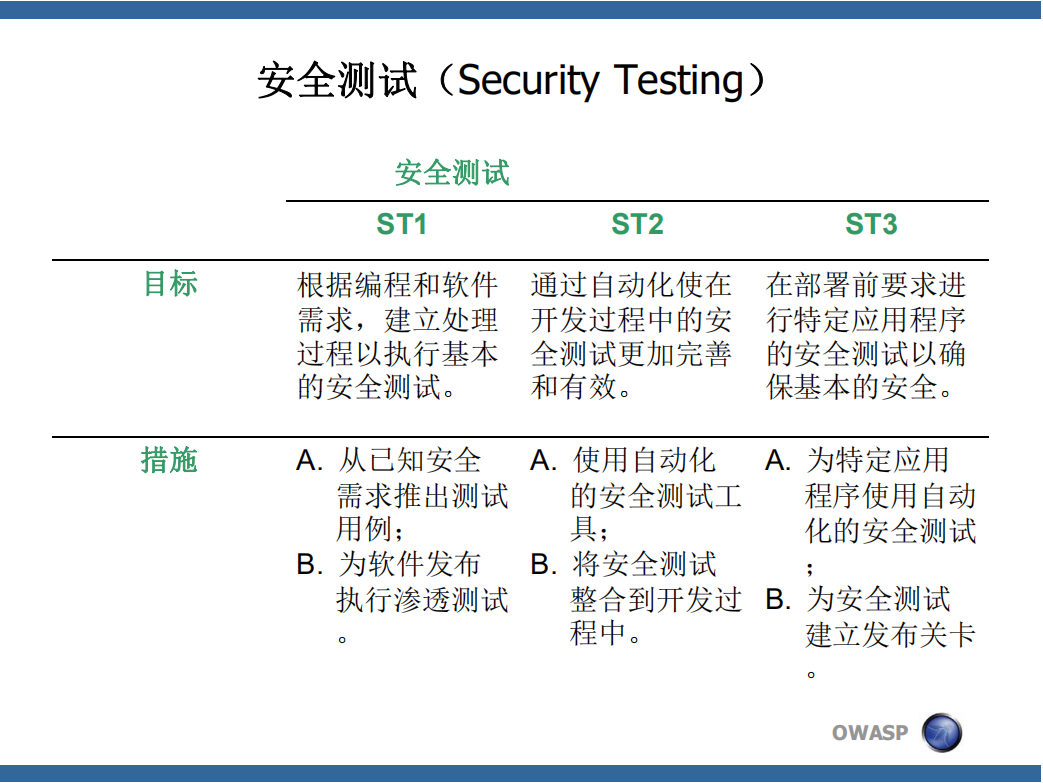 安全测试（Security Testing）
安全测试
ST1 ST2 ST3
目标
根据编程和软件
需求，建立处理
过程以执行基本
的安全测试。
通过自动化使在
开发过程中的安
全测试更加完善
和有效。
在部署前要求进
行特定应用程序
的安全测试以确
保基本的安全。
措施
A. 从已知安全
需求推出测试
用例；
B. 为软件发布
执行渗透测试
。
A. 使用自动化
的安全测试工
具；
B. 将安全测试
整合到开发过
程中。
A. 为特定应用
程序使用自动
化的安全测试
；
B. 为安全测试
建立发布关卡
。
OWASP